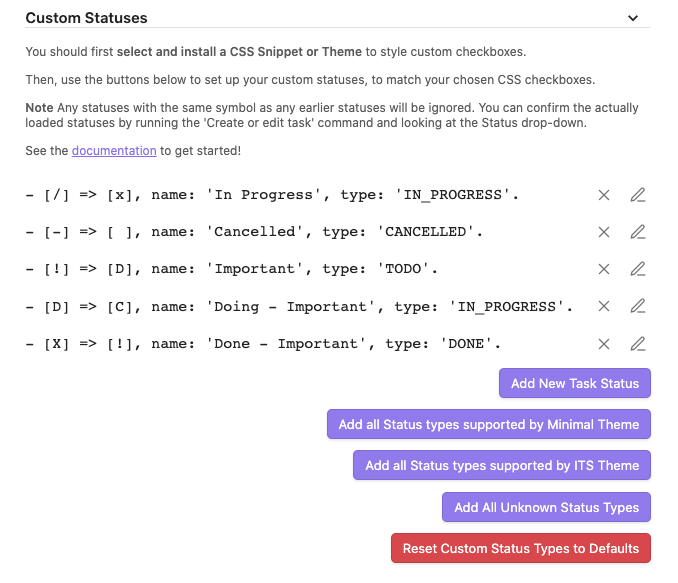 Custom Statuses
You should first select and install a CSS Snippet or Theme to style custom checkboxes.
Then, use the buttons below to set up your custom statuses, to match your chosen CSS checkboxes.
Note Any statuses with the same symbol as any earlier statuses will be ignored. You can confirm the actually
loaded statuses by running the 'Create or edit task' command and looking at the Status drop-down.
See the documentation to get started!
- [/] => [x], name: 'In Progress', type: 'IN_PROGRESS'.
- [-] => [ ], name: 'Cancelled', type: 'CANCELLED'.
- [!] => [D], name: 'Important', type: 'TODO'.
- [D] => [C], name: 'Doing - Important', type: 'IN_PROGRESS'.
- [X] => [!], name: 'Done - Important', type: 'DONE'.
Add New Task Status
Add all Status types supported by Minimal Theme
Add all Status types supported by ITS Theme
Add All Unknown Status Types
Reset Custom Status Types to Defaults